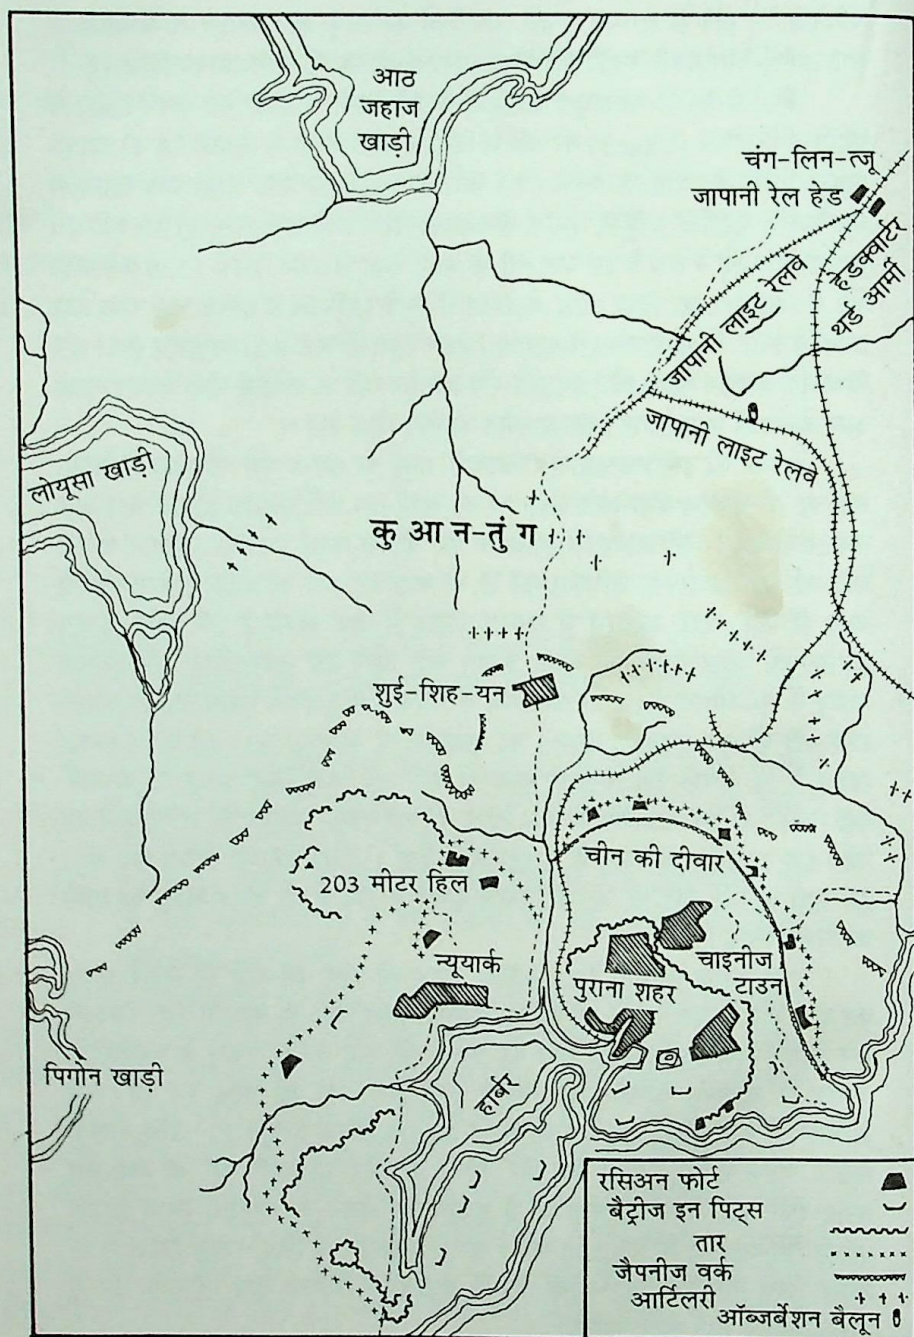 आठ
जहाज
खाड़ी
चंग-लिन-त्जू
जापानी रेल हेड
हेडक्वाटर
थर्ड आर्मी
जापानी लाइट रेलवे
जापानी लाइट रेलवे
लोयूसा खाड़ी
कुआन-तुंग
शुई-शिह-यन
चीन की दीवार
203 मीटर हिल
न्यूयार्क
पुराना शहर
चाइनीज
टाउन
पिगोन खाड़ी
हार्बर
रसिअन फोर्ट
बैट्रीज इन पिट्स
तार
जैपनीज वर्क
आर्टिलरी
ऑब्जर्बेशन बैलून